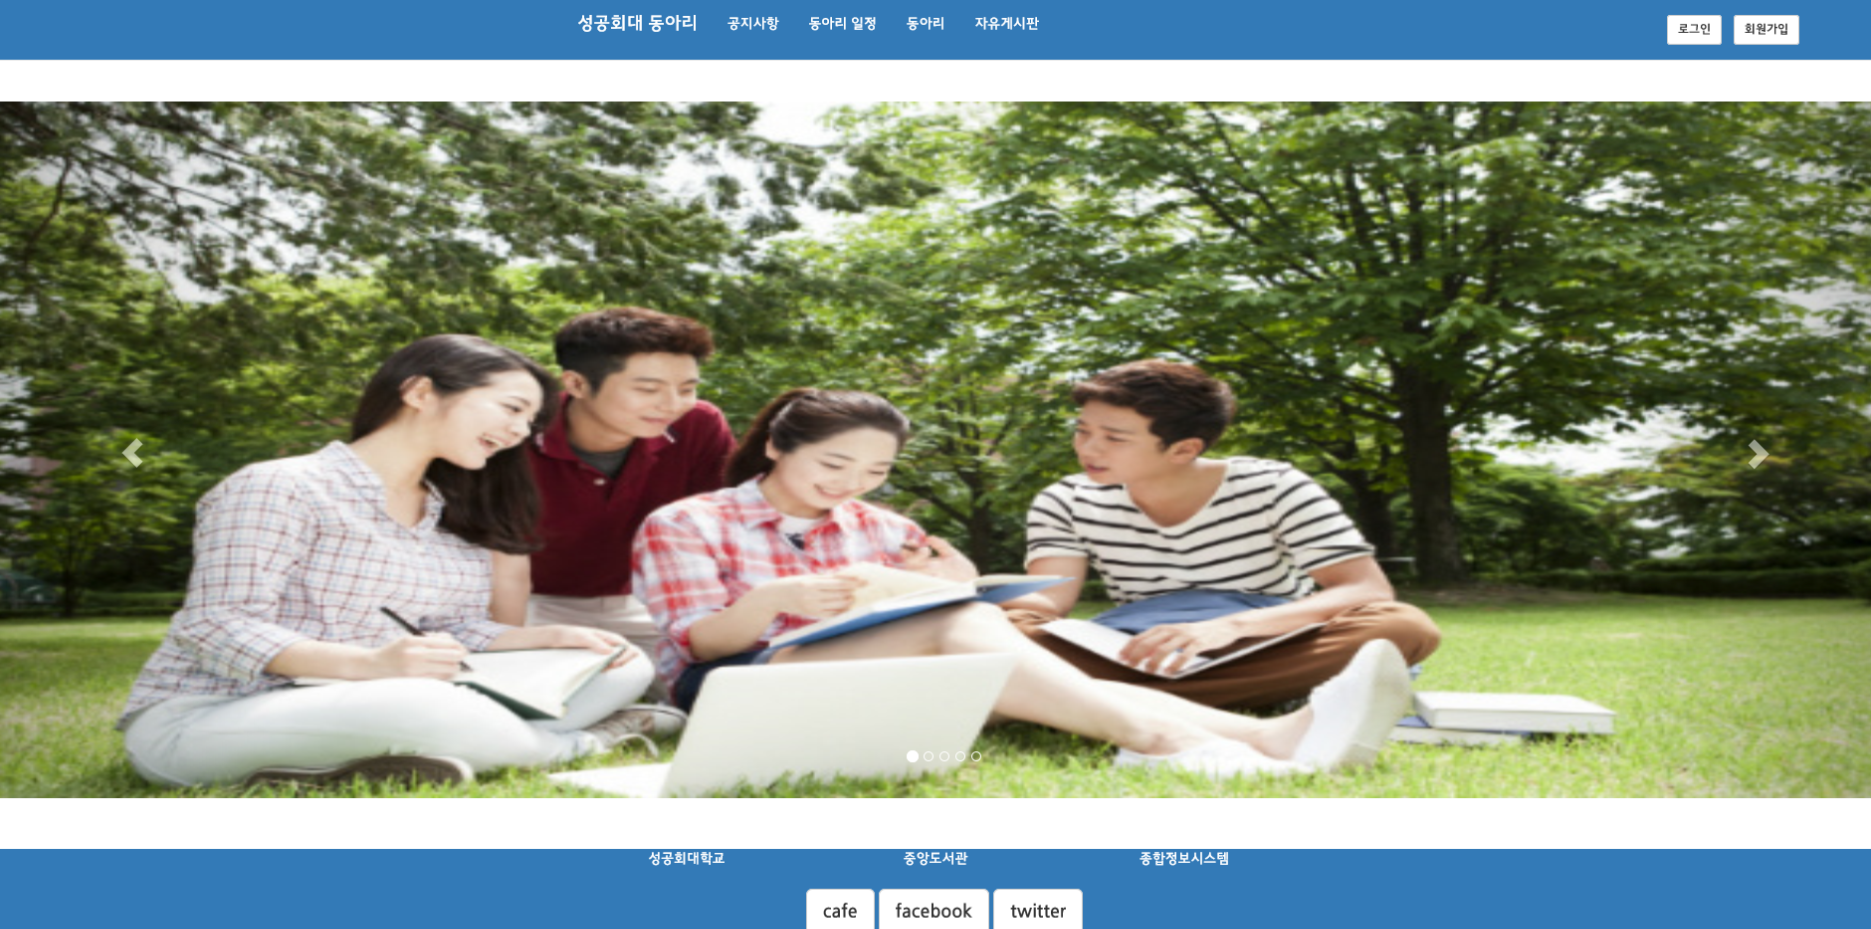 성공회대 동아리 공지사항 동아리 일정 동아리 자유게시판 로그인 회원가입
성공회대학교 중앙도서관 종합정보시스템
cafe facebook twitter